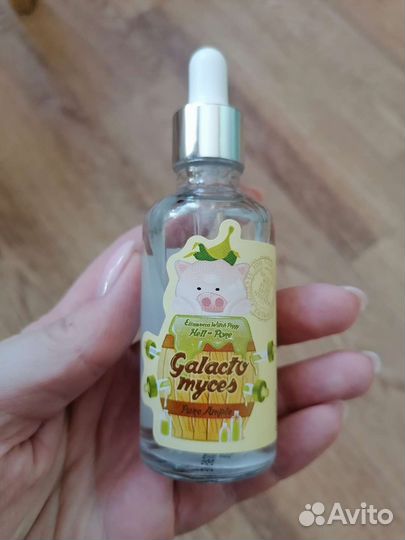 Elizavecca Witch Piggy
Hell - Pore
Galacto
myces
Pure Ample
Avito